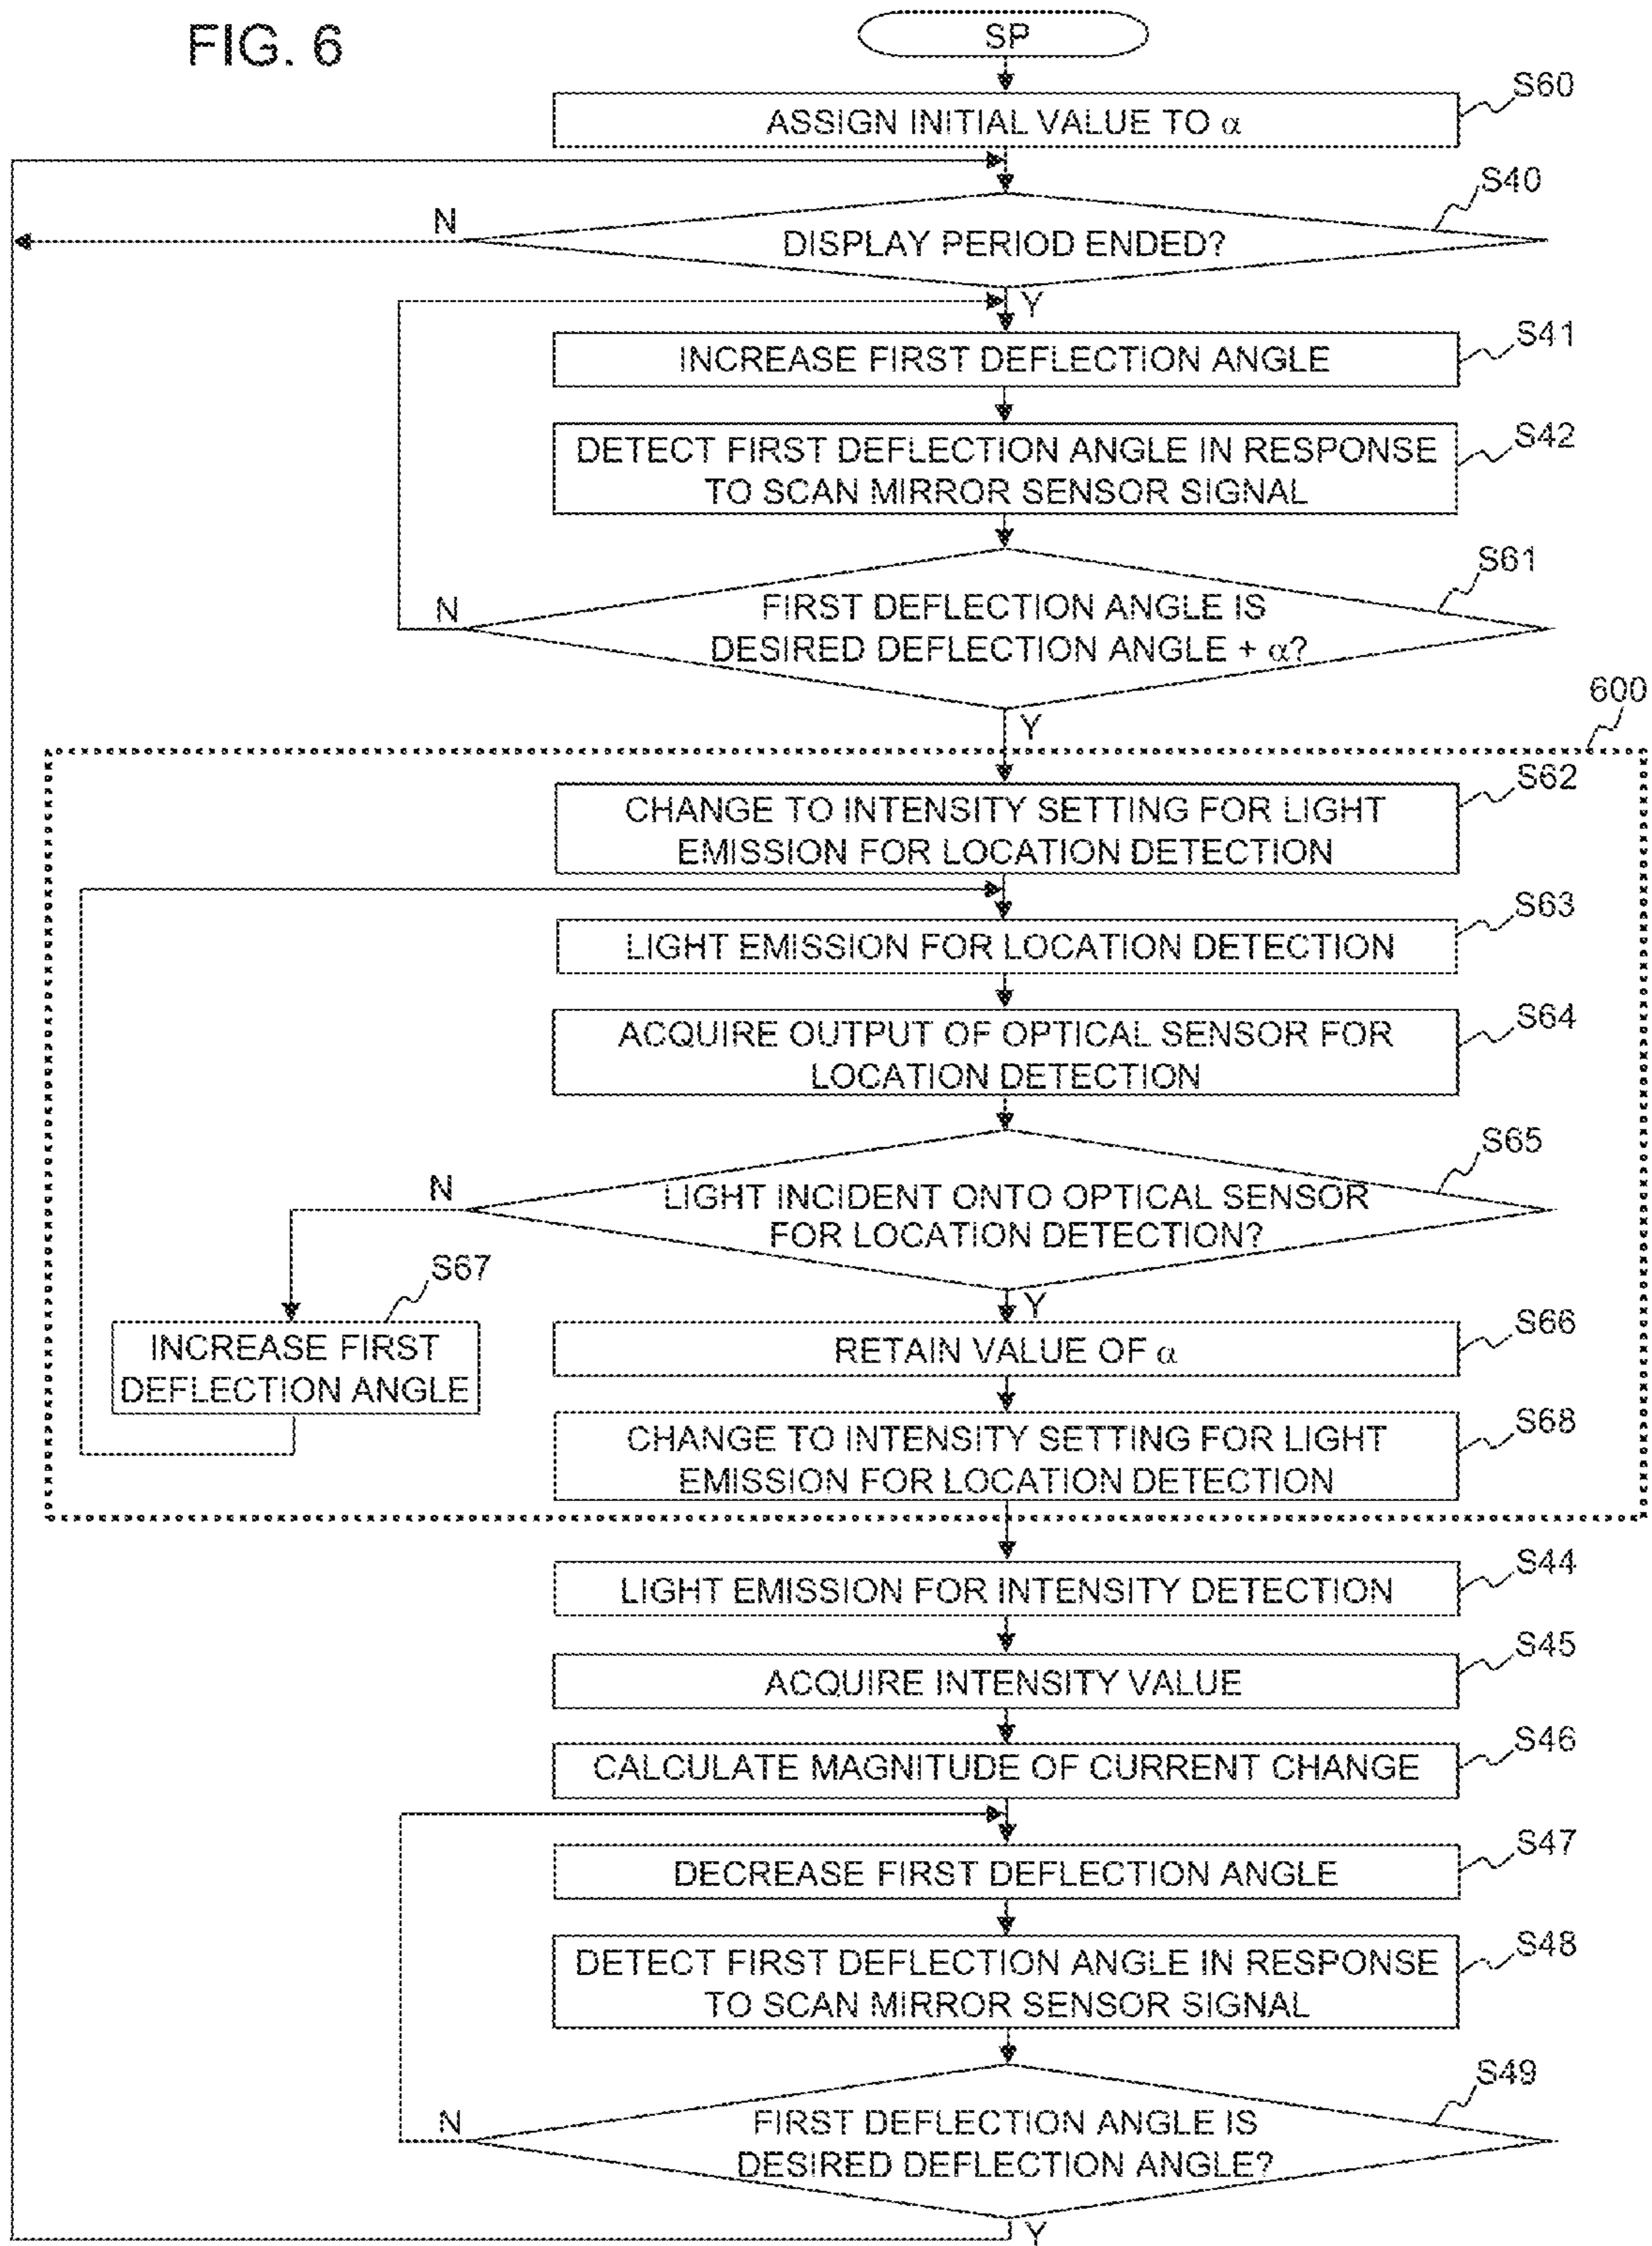 FIG. 6
SP
S60
ASSIGN INITIAL VALUE TO α
S40
N
DISPLAY PERIOD ENDED?
Y
S41
INCREASE FIRST DEFLECTION ANGLE
S42
DETECT FIRST DEFLECTION ANGLE IN RESPONSE
TO SCAN MIRROR SENSOR SIGNAL
S61
N
FIRST DEFLECTION ANGLE IS
DESIRED DEFLECTION ANGLE + α?
Y
600
S62
CHANGE TO INTENSITY SETTING FOR LIGHT
EMISSION FOR LOCATION DETECTION
S63
LIGHT EMISSION FOR LOCATION DETECTION
S64
ACQUIRE OUTPUT OF OPTICAL SENSOR FOR
LOCATION DETECTION
S65
N
LIGHT INCIDENT ONTO OPTICAL SENSOR
FOR LOCATION DETECTION?
Y
S67
INCREASE FIRST
DEFLECTION ANGLE
S66
RETAIN VALUE OF α
S68
CHANGE TO INTENSITY SETTING FOR LIGHT
EMISSION FOR LOCATION DETECTION
S44
LIGHT EMISSION FOR INTENSITY DETECTION
S45
ACQUIRE INTENSITY VALUE
S46
CALCULATE MAGNITUDE OF CURRENT CHANGE
S47
DECREASE FIRST DEFLECTION ANGLE
S48
DETECT FIRST DEFLECTION ANGLE IN RESPONSE
TO SCAN MIRROR SENSOR SIGNAL
S49
N
FIRST DEFLECTION ANGLE IS
DESIRED DEFLECTION ANGLE?
Y